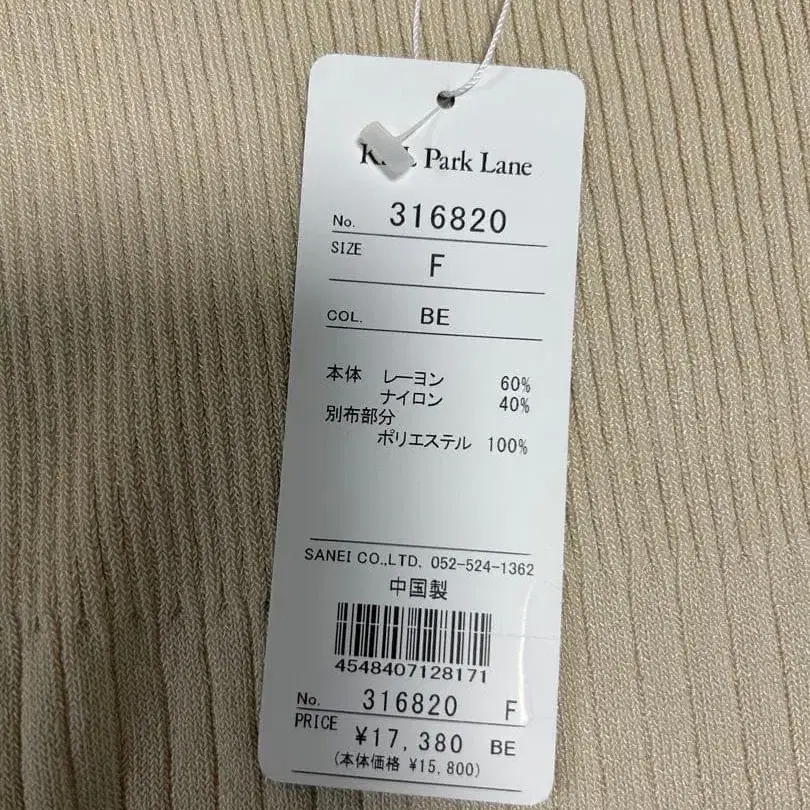 Park Lane
No. 316820
SIZE F
COL. BE
本体 レーヨン 60%
ナイロン 40%
別布部分
ポリエステル 100%
SANEI CO.,LTD. 052-524-1362
中国製
4548407128171
No. 316820 F
PRICE ¥17,380 BE
(本体価格 ¥15,800)